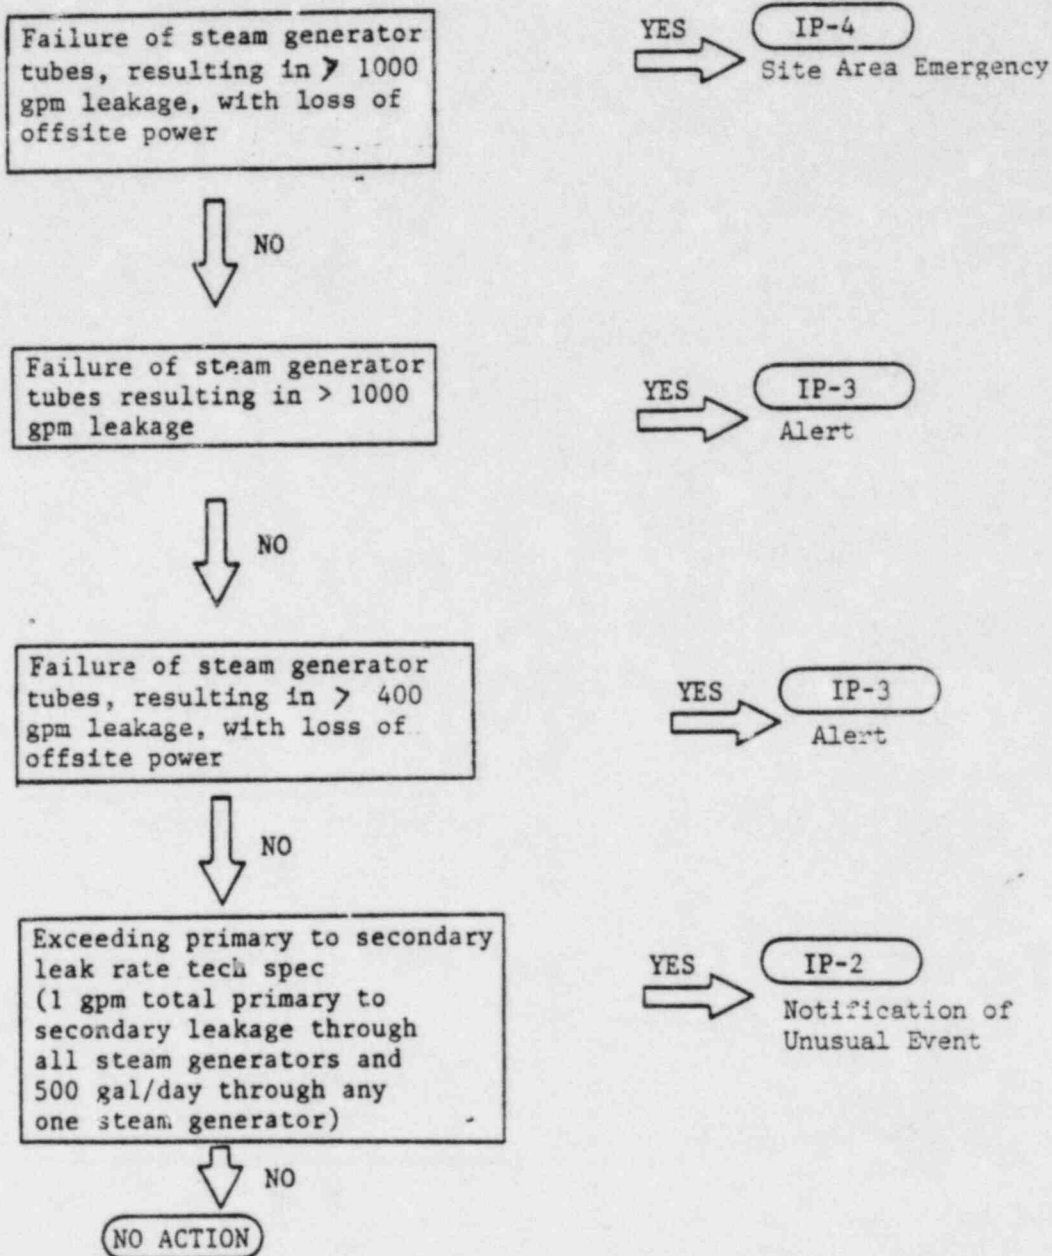 Failure of steam generator
tubes, resulting in > 1000
gpm leakage, with loss of
offsite power
YES
IP-4
Site Area Emergency
NO
Failure of steam generator
tubes resulting in > 1000
gpm leakage
YES
IP-3
Alert
NO
Failure of steam generator
tubes, resulting in > 400
gpm leakage, with loss of
offsite power
YES
IP-3
Alert
NO
Exceeding primary to secondary
leak rate tech spec
(1 gpm total primary to
secondary leakage through
all steam generators and
500 gal/day through any
one steam generator)
YES
IP-2
Notification of
Unusual Event
NO
NO ACTION